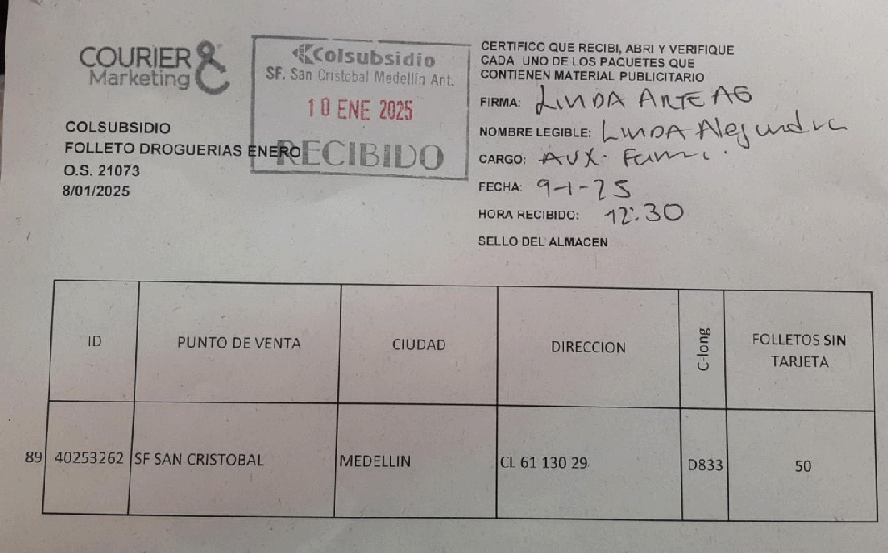 COURIER &
Marketing
COLSUBSIDIO
FOLLETO DROGUERIAS ENERO
O.S. 21073
8/01/2025
Colsubsidio
SF. San Cristobal Medellín Ant.
10 ENE 2025
RECIBIDO
CERTIFICO QUE RECIBI, ABRI Y VERIFIQUE
CADA UNO DE LOS PACUETES QUE
CONTIENEN MATERIAL PUBLICITARIO
FIRMA: LINDA ARTEAG
NOMBRE LEGIBLE: LINDA Alejandra
CARGO: AUX. Farm.
FECHA: 9-1-25
HORA RECIBIDO: 12:30
SELLO DEL ALMACEN
ID PUNTO DE VENTA CIUDAD DIRECCION C-long FOLLETOS SIN
TARJETA
89 40253262 SF SAN CRISTOBAL MEDELLIN CL 61 130 29 D833 50